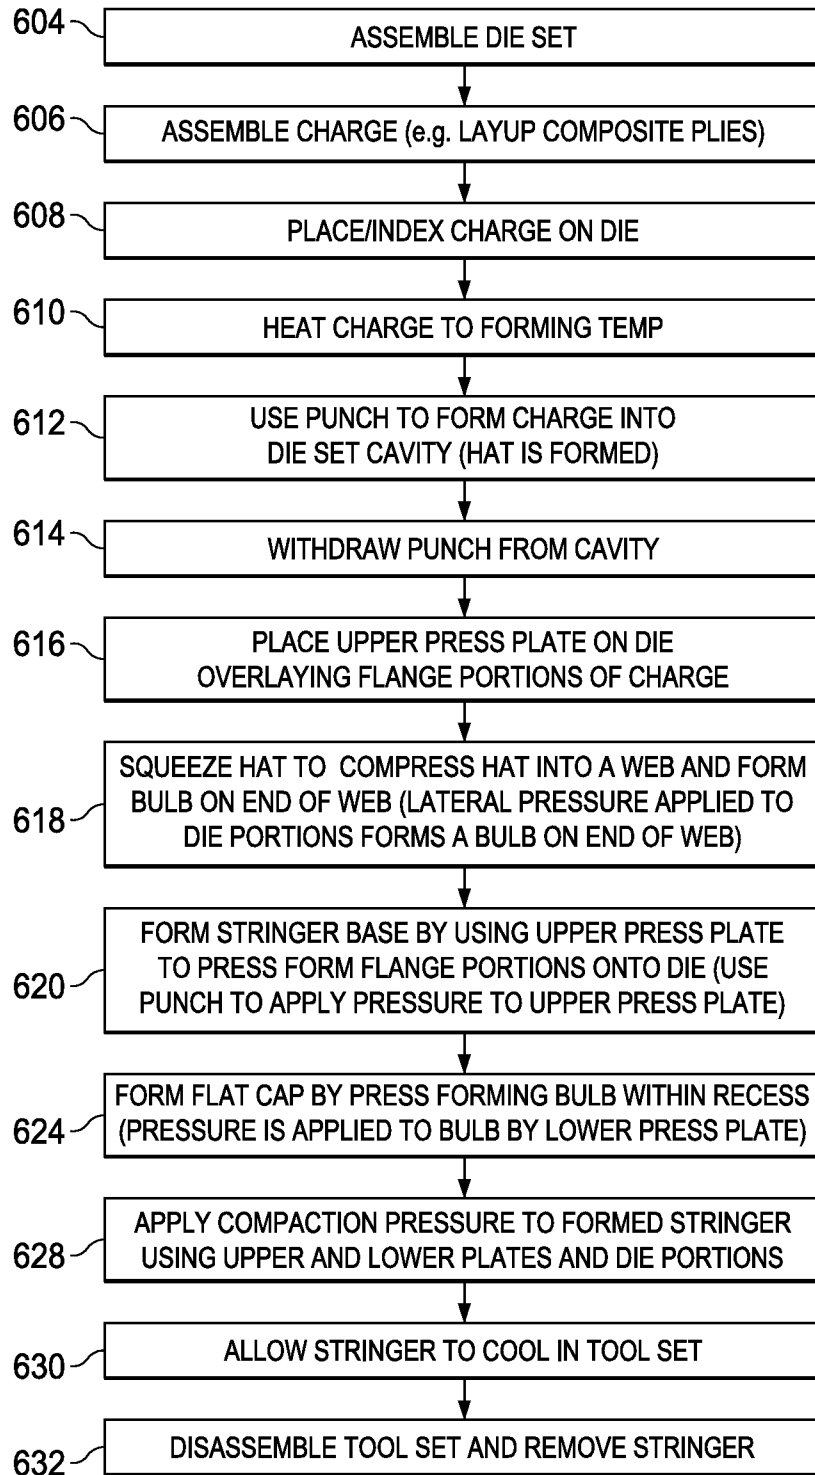 604
ASSEMBLE DIE SET
606
ASSEMBLE CHARGE (e.g. LAYUP COMPOSITE PLIES)
608
PLACE/INDEX CHARGE ON DIE
610
HEAT CHARGE TO FORMING TEMP
612
USE PUNCH TO FORM CHARGE INTO
DIE SET CAVITY (HAT IS FORMED)
614
WITHDRAW PUNCH FROM CAVITY
616
PLACE UPPER PRESS PLATE ON DIE
OVERLAYING FLANGE PORTIONS OF CHARGE
618
SQUEEZE HAT TO COMPRESS HAT INTO A WEB AND FORM
BULB ON END OF WEB (LATERAL PRESSURE APPLIED TO
DIE PORTIONS FORMS A BULB ON END OF WEB)
620
FORM STRINGER BASE BY USING UPPER PRESS PLATE
TO PRESS FORM FLANGE PORTIONS ONTO DIE (USE
PUNCH TO APPLY PRESSURE TO UPPER PRESS PLATE)
624
FORM FLAT CAP BY PRESS FORMING BULB WITHIN RECESS
(PRESSURE IS APPLIED TO BULB BY LOWER PRESS PLATE)
628
APPLY COMPACTION PRESSURE TO FORMED STRINGER
USING UPPER AND LOWER PLATES AND DIE PORTIONS
630
ALLOW STRINGER TO COOL IN TOOL SET
632
DISASSEMBLE TOOL SET AND REMOVE STRINGER